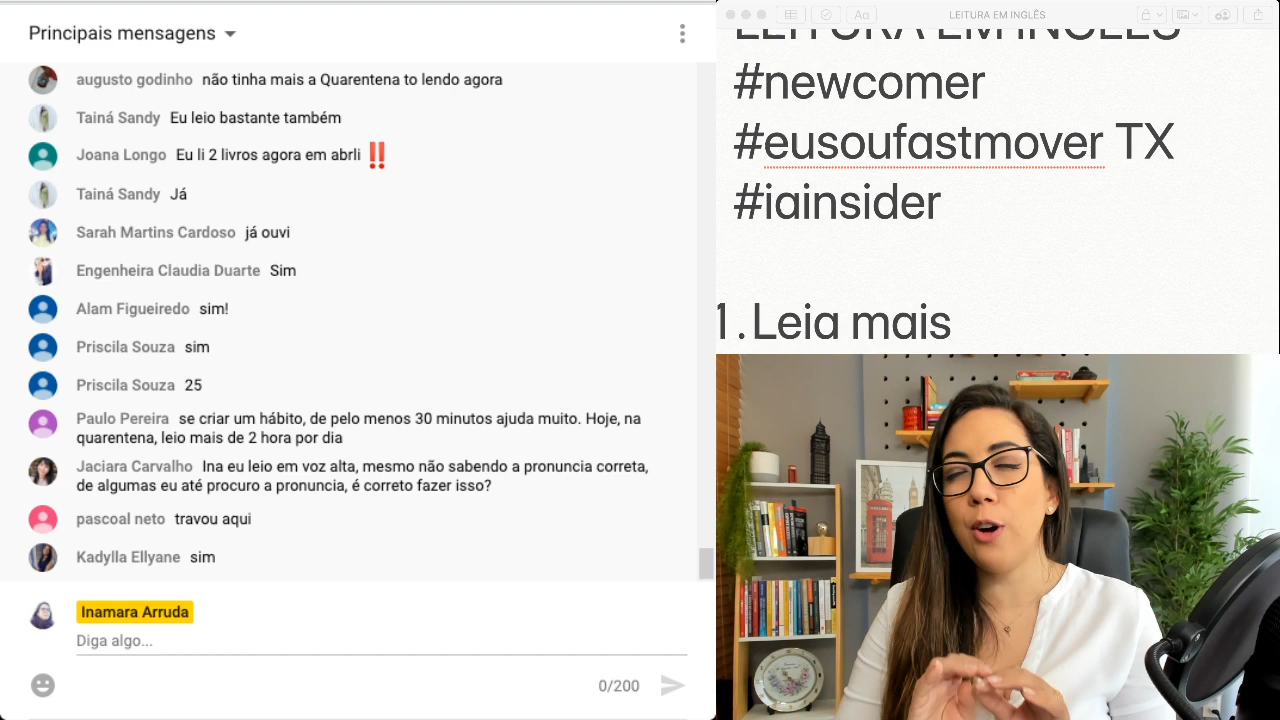 Principais mensagens
augusto godinho não tinha mais a Quarentena to lendo agora
Tainá Sandy Eu leio bastante também
Joana Longo Eu li 2 livros agora em abrli ‼
Tainá Sandy Já
Sarah Martins Cardoso já ouvi
Engenheira Claudia Duarte Sim
Alam Figueiredo sim!
Priscila Souza sim
Priscila Souza 25
Paulo Pereira se criar um hábito, de pelo menos 30 minutos ajuda muito. Hoje, na
quarentena, leio mais de 2 hora por dia
Jaciara Carvalho Ina eu leio em voz alta, mesmo não sabendo a pronuncia correta,
de algumas eu até procuro a pronuncia, é correto fazer isso?
pascoal neto travou aqui
Kadylla Ellyane sim
Inamara Arruda
Diga algo...
0/200
Aa
LEITURA EM INGLÊS
LEITURA EM INGLÊS
#newcomer
#eusoufastmover TX
#iainsider
1. Leia mais